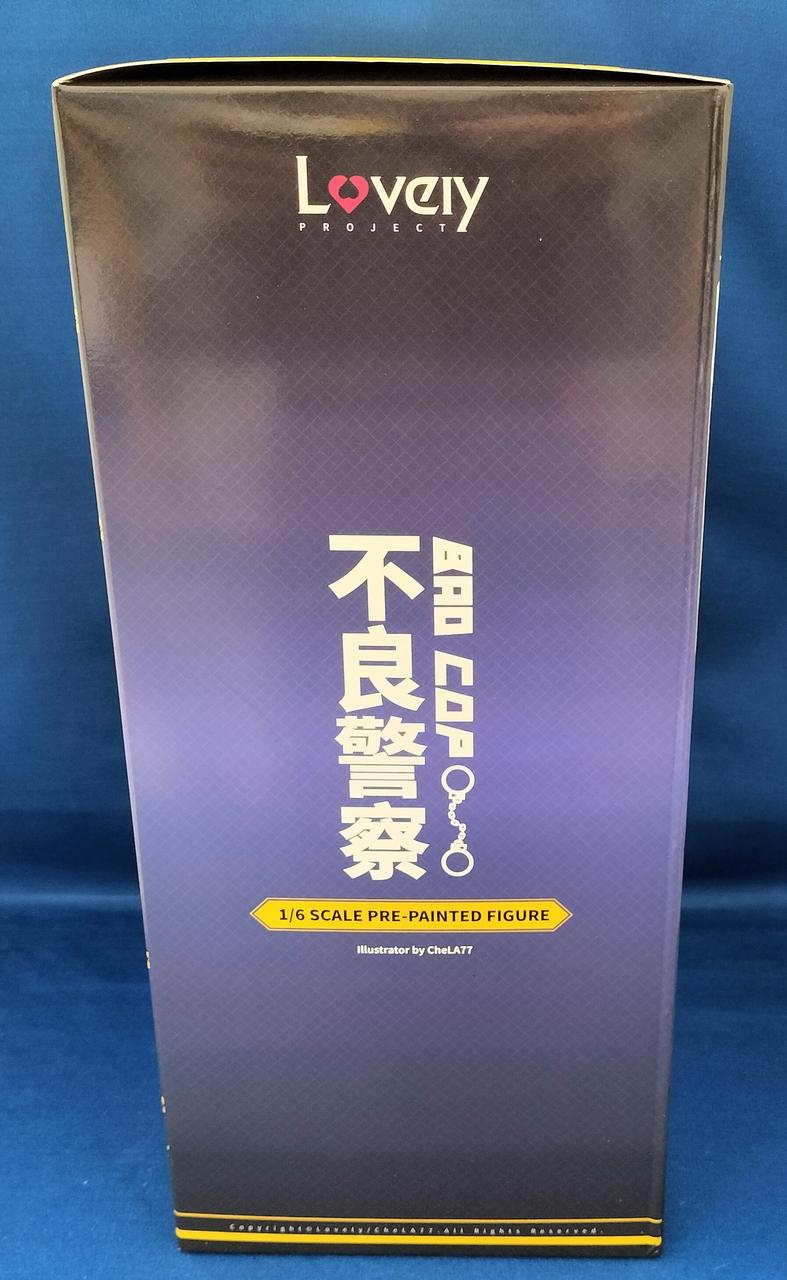 Lovely
PROJECT
不良警察
BAD COP
1/6 SCALE PRE-PAINTED FIGURE
Illustrator by CheLA77
Copyright©Lovely/CheLA77.All Rights Reserved.